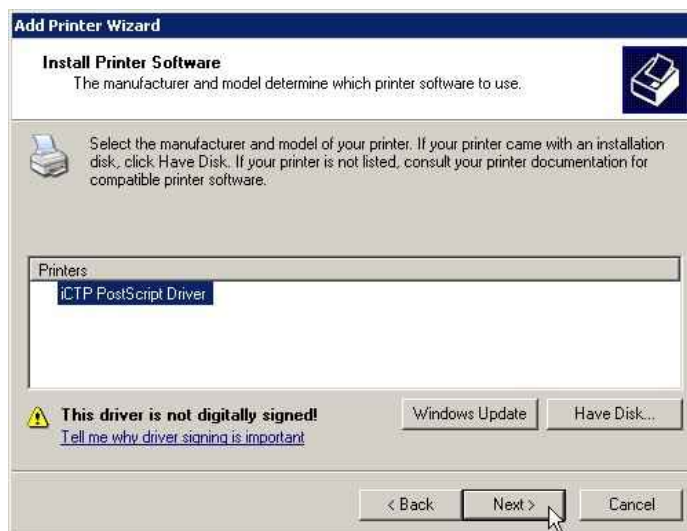 Add Printer Wizard
Install Printer Software
The manufacturer and model determine which printer software to use.
Select the manufacturer and model of your printer. If your printer came with an installation
disk, click Have Disk. If your printer is not listed, consult your printer documentation for
compatible printer software.
Printers
iCTP PostScript Driver
This driver is not digitally signed!
Tell me why driver signing is important
Windows Update
Have Disk...
< Back
Next >
Cancel